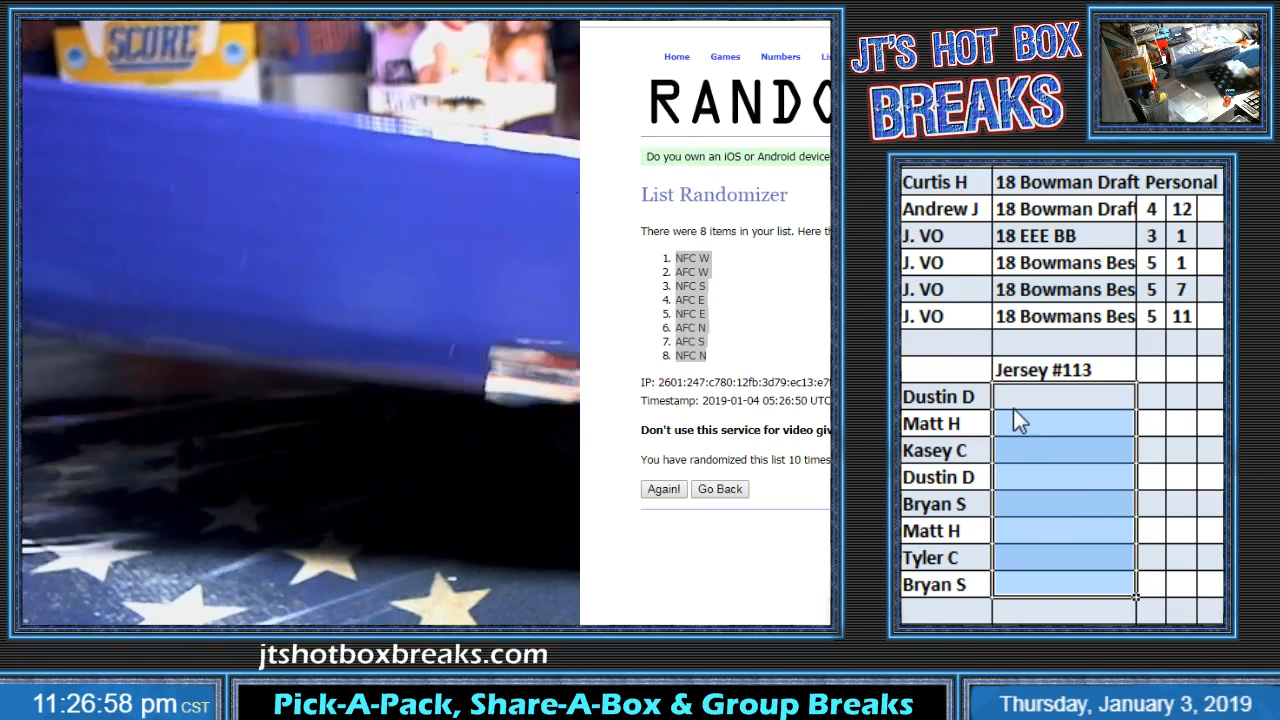 SCORE
Home Games Numbers
RANDO
Do you own an iOS or Android device
List Randomizer
There were 8 items in your list. Here th
1. NFC W
2. AFC W
3. NFC S
4. AFC E
5. NFC E
6. AFC N
7. AFC S
8. NFC N
IP: 2601:247:c780:12fb:3d79:ec13:e7
Timestamp: 2019-01-04 05:26:50 UTC
Don't use this service for video giv
You have randomized this list 10 times
Again! Go Back
JT'S HOT BOX
BREAKS
Curtis H 18 Bowman Draft Personal
Andrew J 18 Bowman Draft 4 12
J. VO 18 EEE BB 3 1
J. VO 18 Bowmans Bes 5 1
J. VO 18 Bowmans Bes 5 7
J. VO 18 Bowmans Bes 5 11
Jersey #113
Dustin D
Matt H
Kasey C
Dustin D
Bryan S
Matt H
Tyler C
Bryan S
jtshotboxbreaks.com
11:26:58 pm CST
Pick-A-Pack, Share-A-Box & Group Breaks
Thursday, January 3, 2019